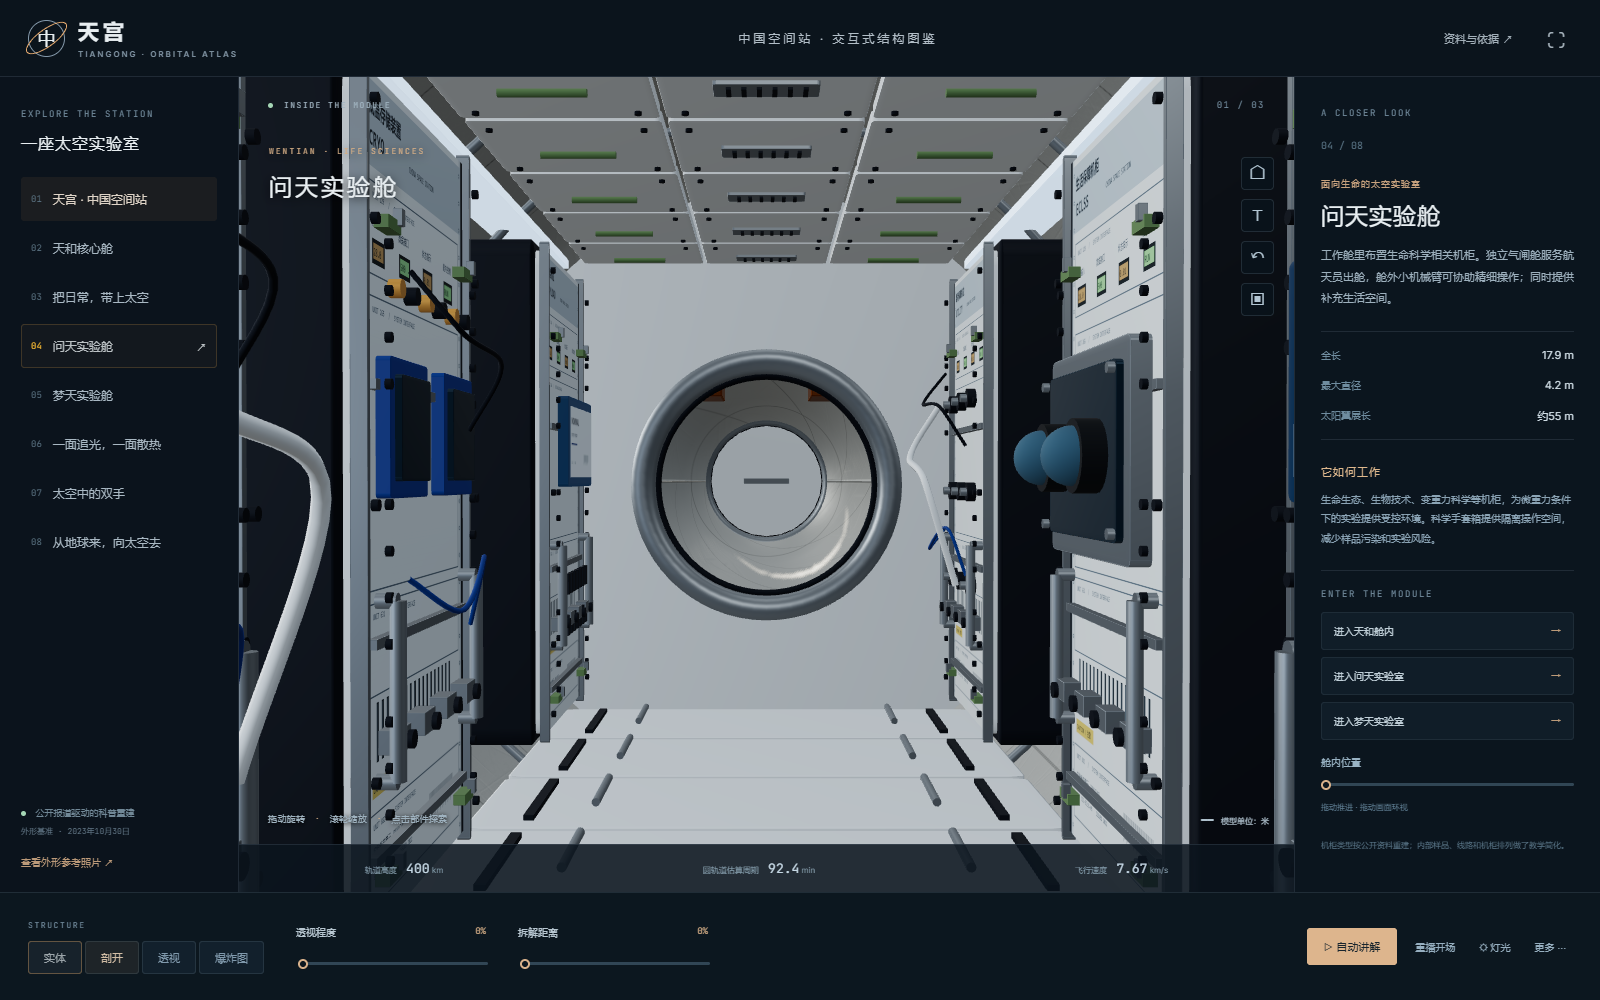 中 天宫
TIANGONG · ORBITAL ATLAS
中国空间站 · 交互式结构图鉴
资料与依据 ↗
EXPLORE THE STATION
一座太空实验室
01 天宫 · 中国空间站
02 天和核心舱
03 把日常，带上太空
04 问天实验舱 ↗
05 梦天实验舱
06 一面追光，一面散热
07 太空中的双手
08 从地球来，向太空去
公开报道驱动的科普重建
外形基准 · 2023年10月30日
查看外形参考照片 ↗
INSIDE THE MODULE
01 / 03
WENTIAN · LIFE SCIENCES
问天实验舱
CRYO
ECLSS
T
拖动旋转 · 滚轮缩放 · 点击部件探索
模型单位：米
轨道高度 400 km
圆轨道估算周期 92.4 min
飞行速度 7.67 km/s
A CLOSER LOOK
04 / 08
面向生命的太空实验室
问天实验舱
工作舱里布置生命科学相关机柜。独立气闸舱服务航
天员出舱，舱外小机械臂可协助精细操作；同时提供
补充生活空间。
全长 17.9 m
最大直径 4.2 m
太阳翼展长 约55 m
它如何工作
生命生态、生物技术、变重力科学等机柜，为微重力条件
下的实验提供受控环境。科学手套箱提供隔离操作空间，
减少样品污染和实验风险。
ENTER THE MODULE
进入天和舱内 →
进入问天实验室 →
进入梦天实验室 →
舱内位置
拖动推进 · 拖动画面环视
机柜类型按公开资料重建；内部样品、线路和机柜排列做了教学简化。
STRUCTURE
实体 剖开 透视 爆炸图
透视程度 0%
拆解距离 0%
▷ 自动讲解
重播开场
灯光
更多 ···